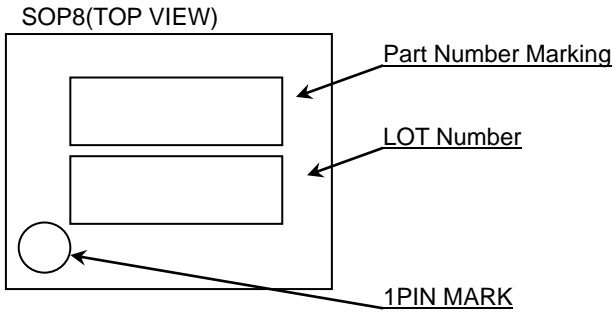 SOP8(TOP VIEW)
Part Number Marking
LOT Number
1PIN MARK